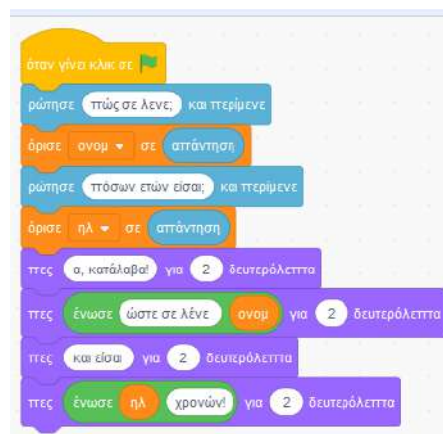 όταν γίνει κλικ σε
ρώτησε πώς σε λενε; και περίμενε
όρισε ονομ σε απάντηση
ρώτησε πόσων ετών είσαι; και περίμενε
όρισε ηλ σε απάντηση
πες α, κατάλαβα! για 2 δευτερόλεπτα
πες ένωσε ώστε σε λένε ονομ για 2 δευτερόλεπτα
πες και είσαι για 2 δευτερόλεπτα
πες ένωσε ηλ χρονών! για 2 δευτερόλεπτα